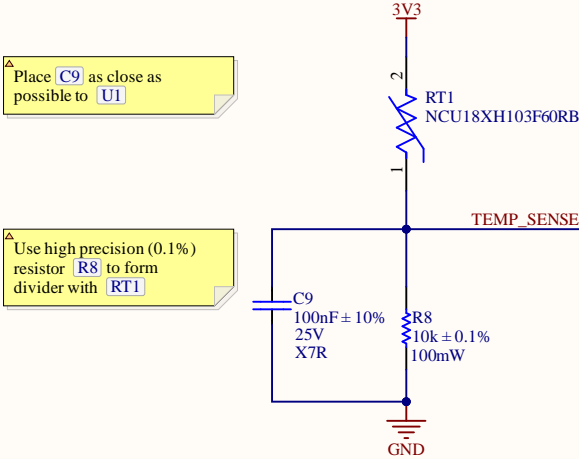 3V3
Place C9 as close as
possible to U1
2
RT1
NCU18XH103F60RB
1
TEMP_SENSE
Use high precision (0.1%)
resistor R8 to form
divider with RT1
C9
100nF ± 10%
25V
X7R
R8
10k ± 0.1%
100mW
GND